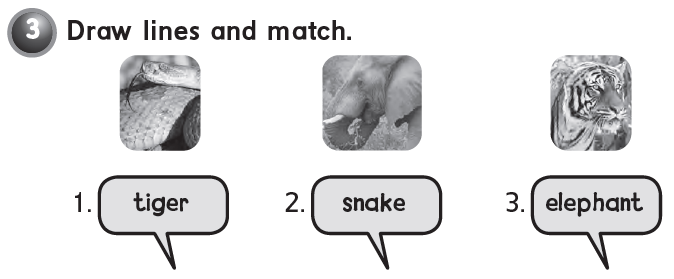 3 Draw lines and match.
1. tiger 2. snake 3. elephant